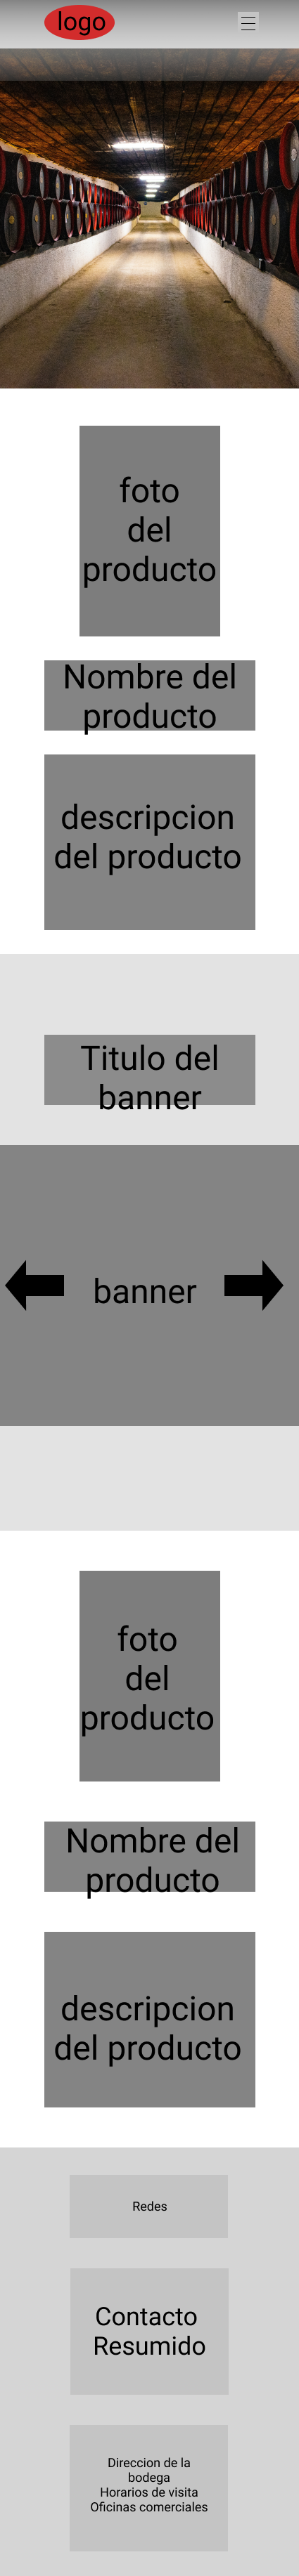 logo
foto
del
producto
Nombre del
producto
descripcion
del producto
Titulo del
banner
banner
foto
del
producto
Nombre del
producto
descripcion
del producto
Redes
Contacto
Resumido
Direccion de la
bodega
Horarios de visita
Oficinas comerciales